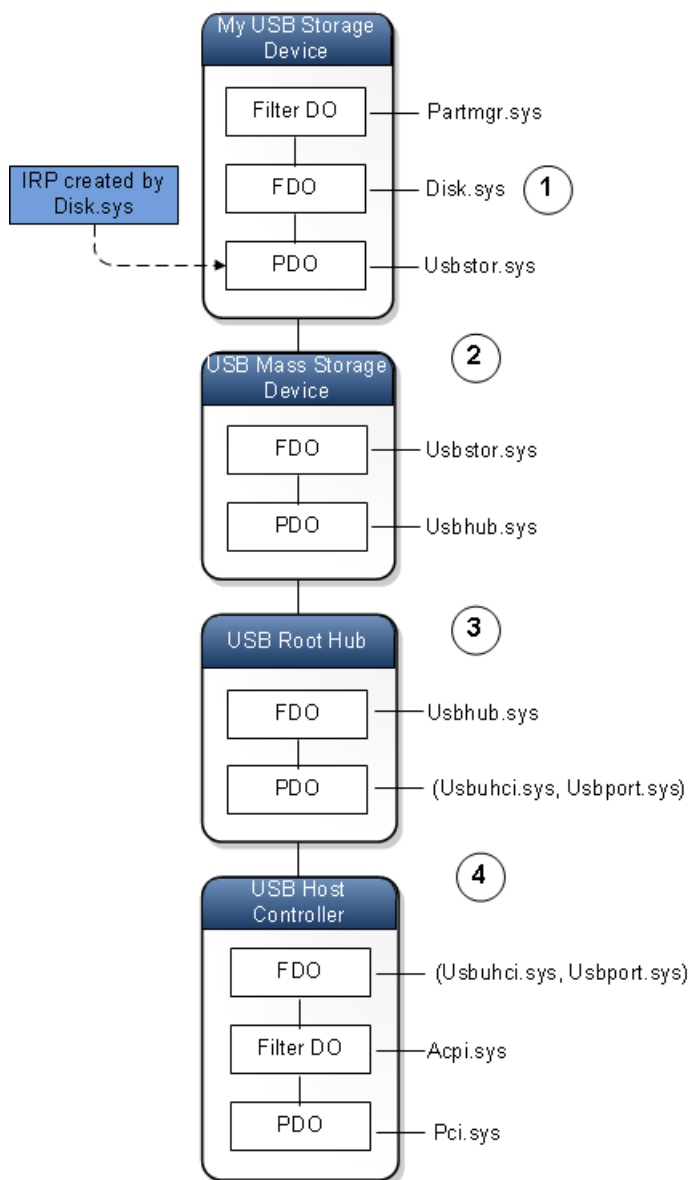 My USB Storage
Device
Filter DO
Partmgr.sys
IRP created by
Disk.sys
FDO
Disk.sys
1
PDO
Usbstor.sys
2
USB Mass Storage
Device
FDO
Usbstor.sys
PDO
Usbhub.sys
3
USB Root Hub
FDO
Usbhub.sys
PDO
(Usbuhci.sys, Usbport.sys)
4
USB Host
Controller
FDO
(Usbuhci.sys, Usbport.sys)
Filter DO
Acpi.sys
PDO
Pci.sys